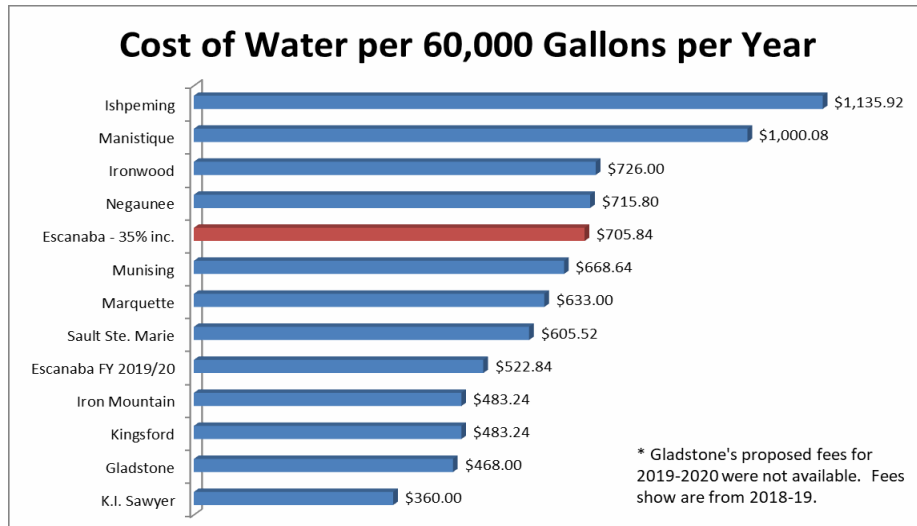 Cost of Water per 60,000 Gallons per Year
Ishpeming $1,135.92
Manistique $1,000.08
Ironwood $726.00
Negaunee $715.80
Escanaba - 35% inc. $705.84
Munising $668.64
Marquette $633.00
Sault Ste. Marie $605.52
Escanaba FY 2019/20 $522.84
Iron Mountain $483.24
Kingsford $483.24
Gladstone $468.00
K.I. Sawyer $360.00
* Gladstone's proposed fees for
2019-2020 were not available.  Fees
show are from 2018-19.